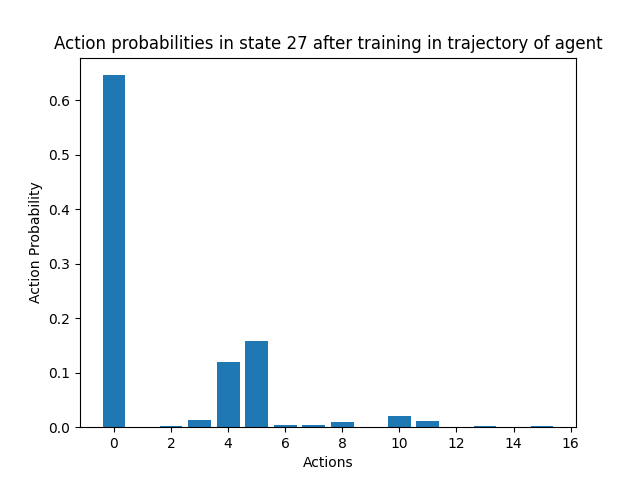 Action probabilities in state 27 after training in trajectory of agent
Action Probability
0.6
0.5
0.4
0.3
0.2
0.1
0.0
0 2 4 6 8 10 12 14 16
Actions